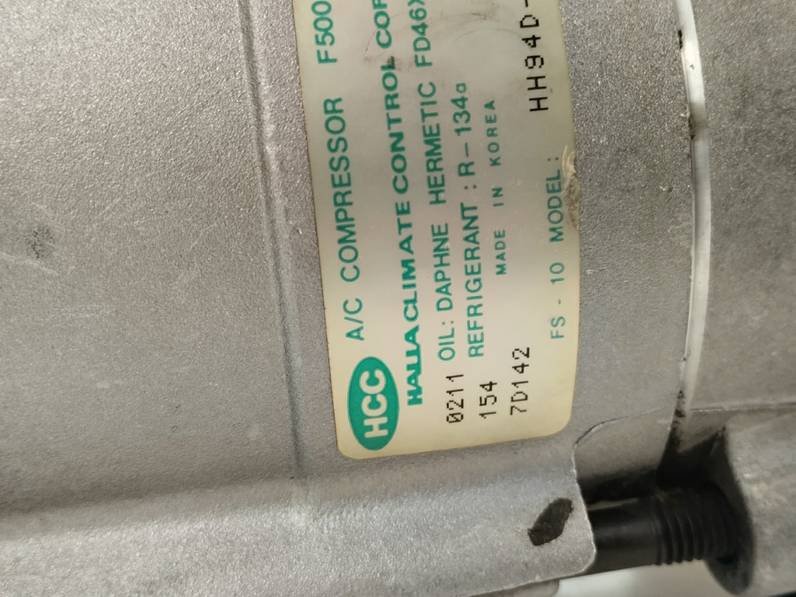 HCC
A/C COMPRESSOR F500
HALLA CLIMATE CONTROL COR
OIL: DAPHNE HERMETIC FD46X
REFRIGERANT : R-134a
MADE IN KOREA
0211
154
7D142
FS - 10 MODEL :
HH94D-